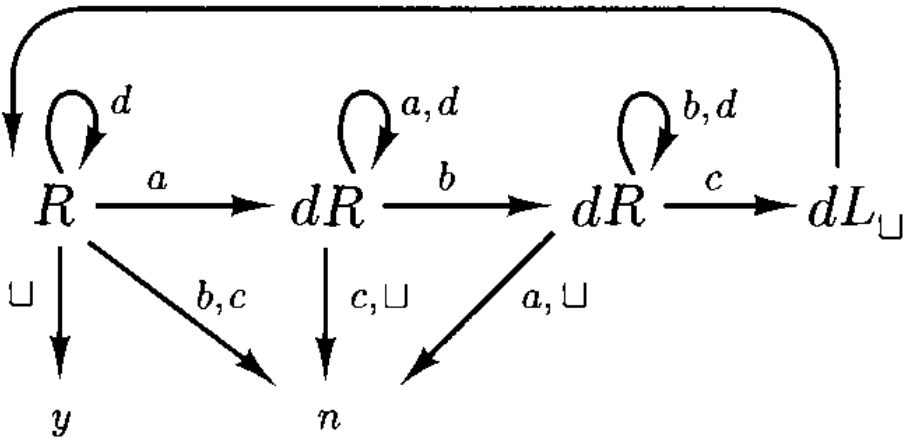 d a, d b, d
R a dR b dR c dL⊔
⊔ b, c c, ⊔ a, ⊔
y n